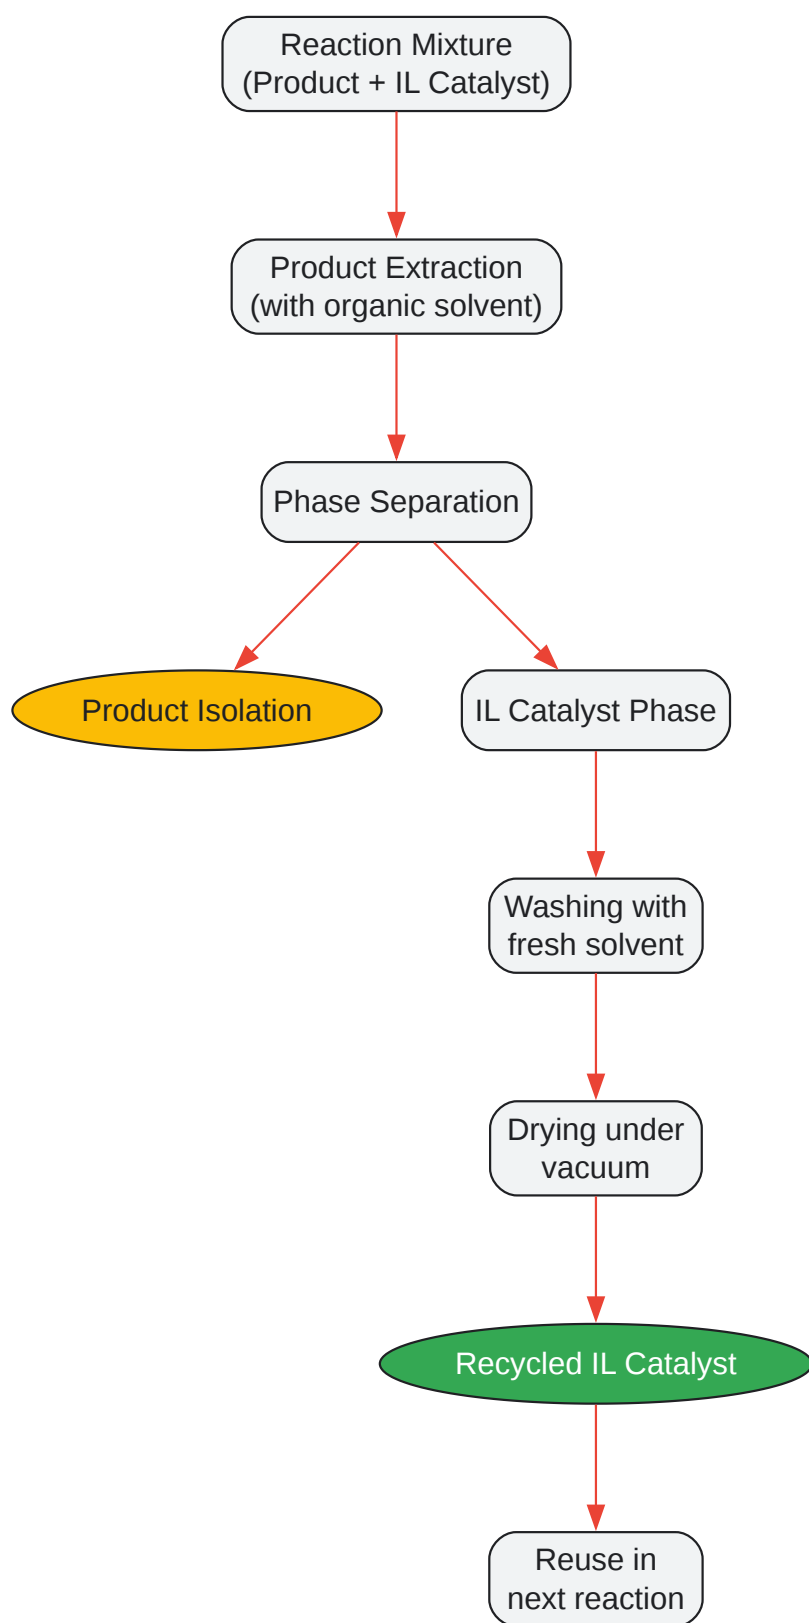 Reaction Mixture
(Product + IL Catalyst)
Product Extraction
(with organic solvent)
Phase Separation
Product Isolation
IL Catalyst Phase
Washing with
fresh solvent
Drying under
vacuum
Recycled IL Catalyst
Reuse in
next reaction